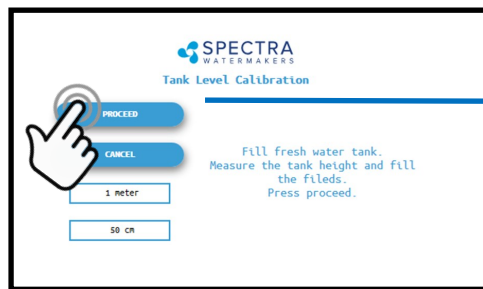 SPECTRA
WATERMAKERS
Tank Level Calibration
PROCEED
CANCEL
1 meter
50 cm
Fill fresh water tank.
Measure the tank height and fill
the fileds.
Press proceed.